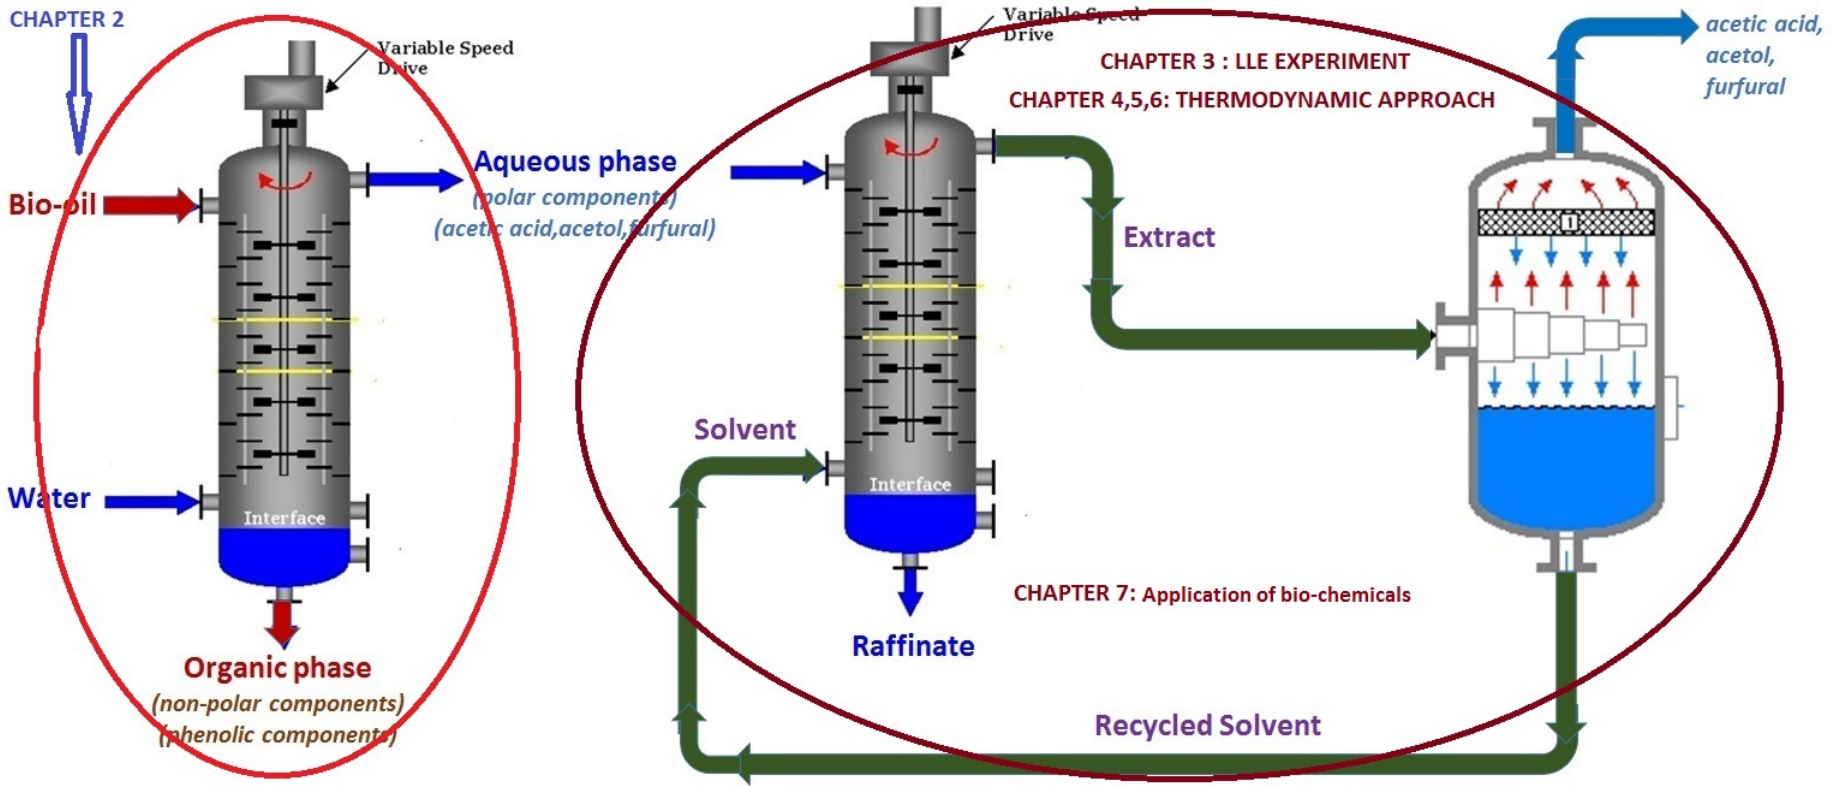 CHAPTER 2
Variable Speed
Drive
Bio-oil
Aqueous phase
(polar components)
(acetic acid,acetol,furfural)
Water
Interface
Organic phase
(non-polar components)
(phenolic components)
Variable Speed
Drive
CHAPTER 3 : LLE EXPERIMENT
CHAPTER 4,5,6: THERMODYNAMIC APPROACH
acetic acid,
acetol,
furfural
Extract
Solvent
Interface
Raffinate
1
CHAPTER 7: Application of bio-chemicals
Recycled Solvent